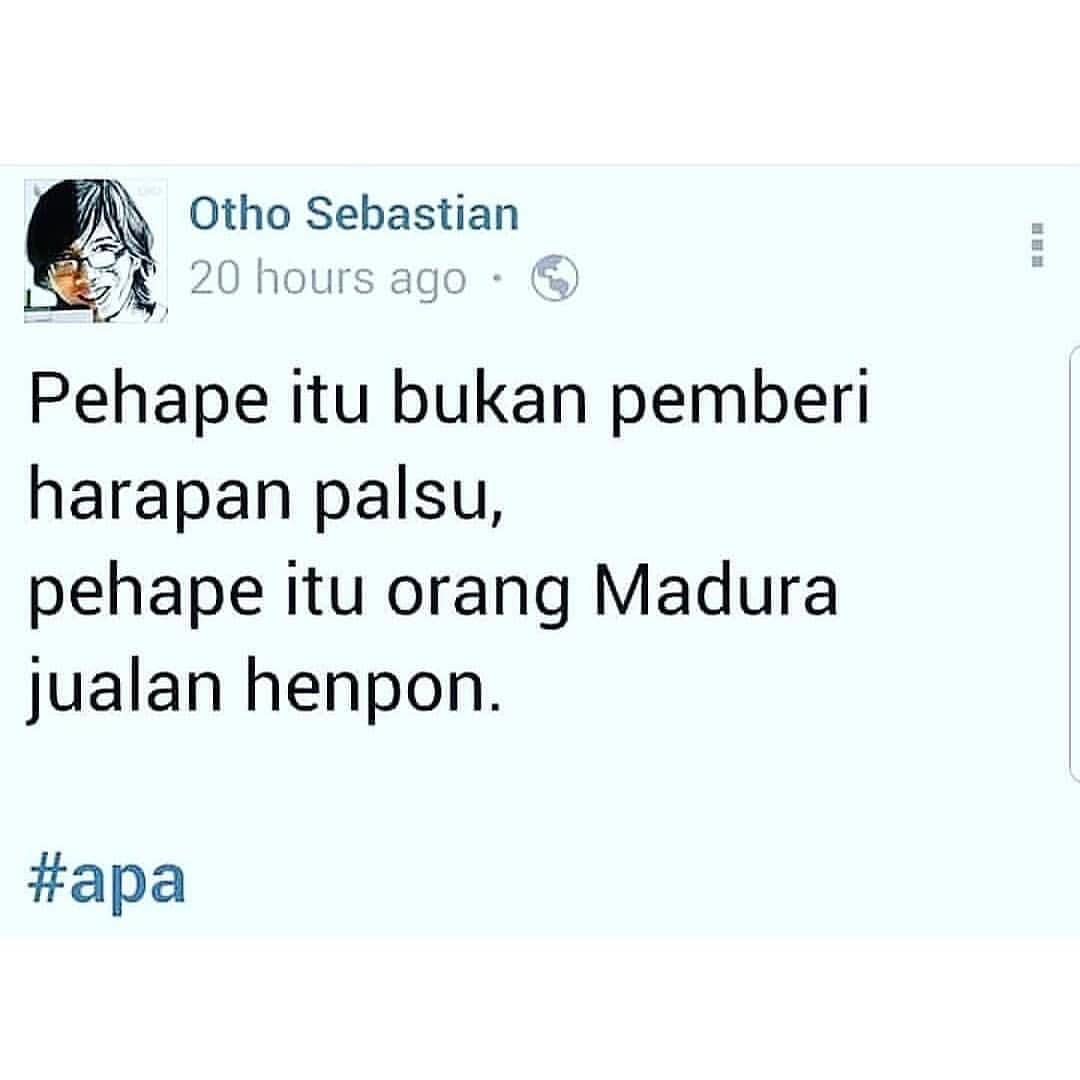 Otho Sebastian
20 hours ago ·
Pehape itu bukan pemberi
harapan palsu,
pehape itu orang Madura
jualan henpon.
#apa